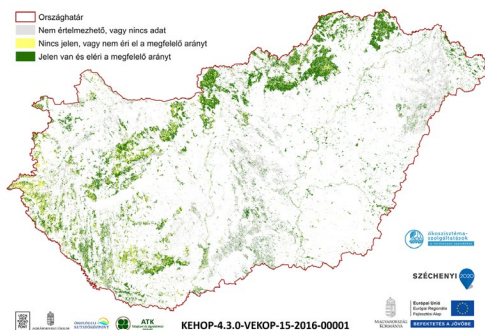 Országhatár
Nem értelmezhető, vagy nincs adat
Nincs jelen, vagy nem éri el a megfelelő arányt
Jelen van és eléri a megfelelő arányt
ökoszisztéma-
szolgáltatások
SZÉCHENYI 2020
ATK
KEHOP-4.3.0-VEKOP-15-2016-00001
MAGYARORSZÁG
KORMÁNYA
Európai Unió
Európai Regionális
Fejlesztési Alap
BEFEKTETÉS A JÖVŐBE